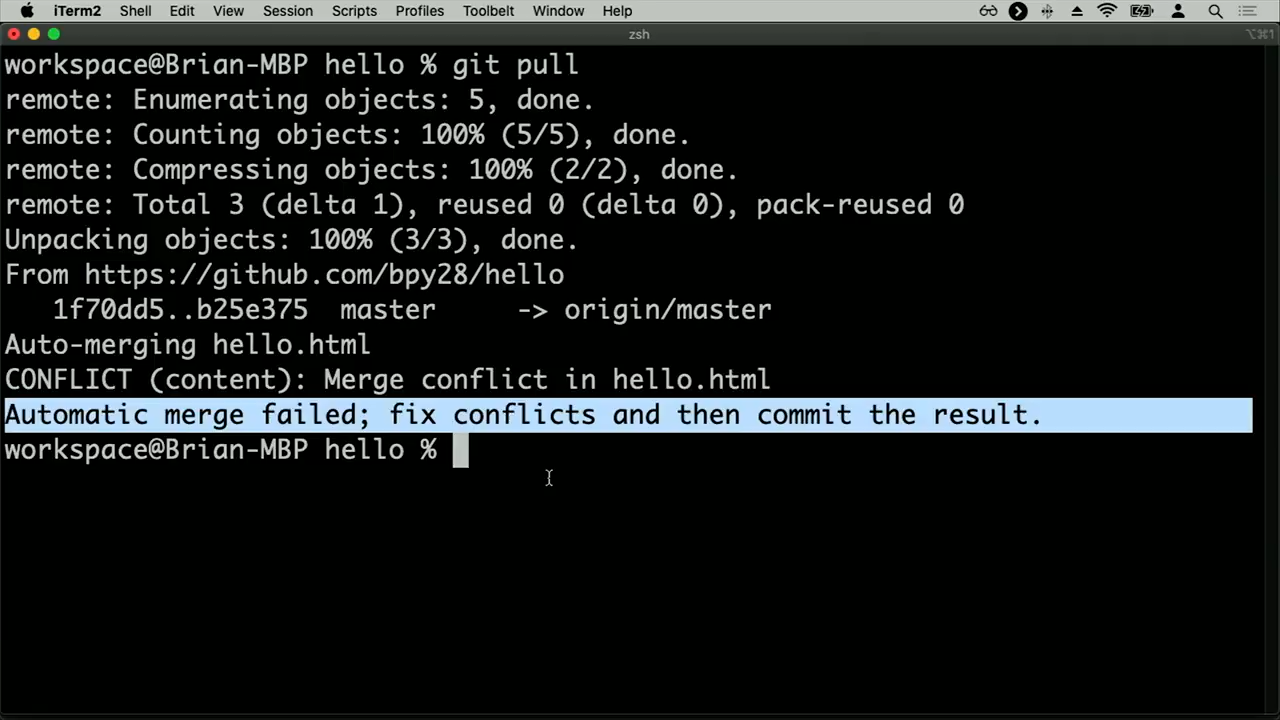 iTerm2 Shell Edit View Session Scripts Profiles Toolbelt Window Help
zsh
⌥⌘1
workspace@Brian-MBP hello % git pull
remote: Enumerating objects: 5, done.
remote: Counting objects: 100% (5/5), done.
remote: Compressing objects: 100% (2/2), done.
remote: Total 3 (delta 1), reused 0 (delta 0), pack-reused 0
Unpacking objects: 100% (3/3), done.
From https://github.com/bpy28/hello
   1f70dd5..b25e375  master     -> origin/master
Auto-merging hello.html
CONFLICT (content): Merge conflict in hello.html
Automatic merge failed; fix conflicts and then commit the result.
workspace@Brian-MBP hello %